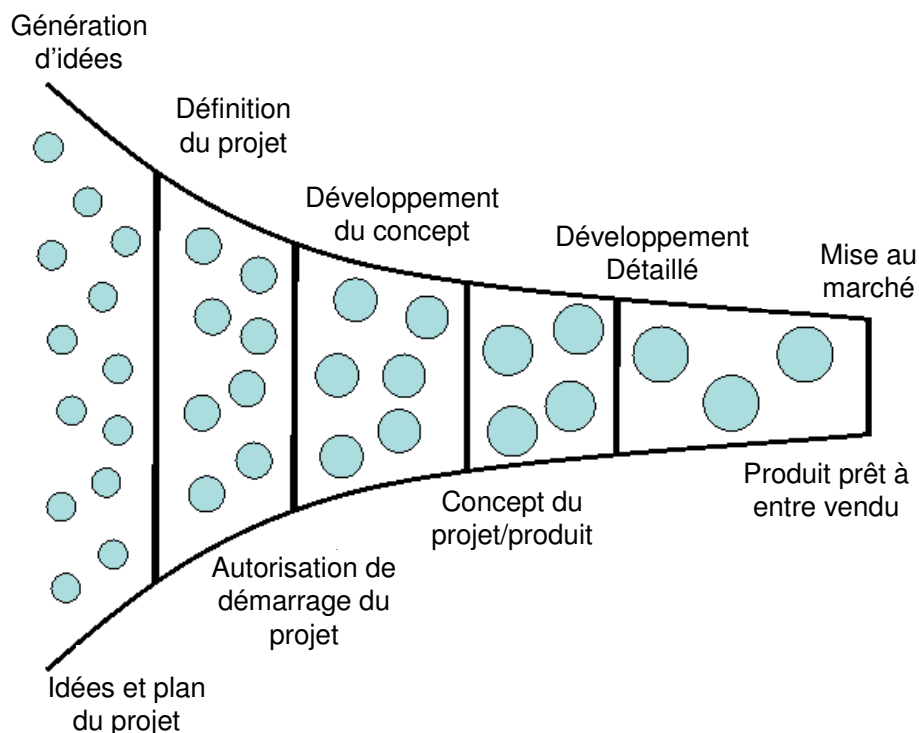 Génération
d'idées
Définition
du projet
Développement
du concept
Développement
Détaillé
Mise au
marché
Produit prêt à
entre vendu
Concept du
projet/produit
Autorisation de
démarrage du
projet
Idées et plan
du projet